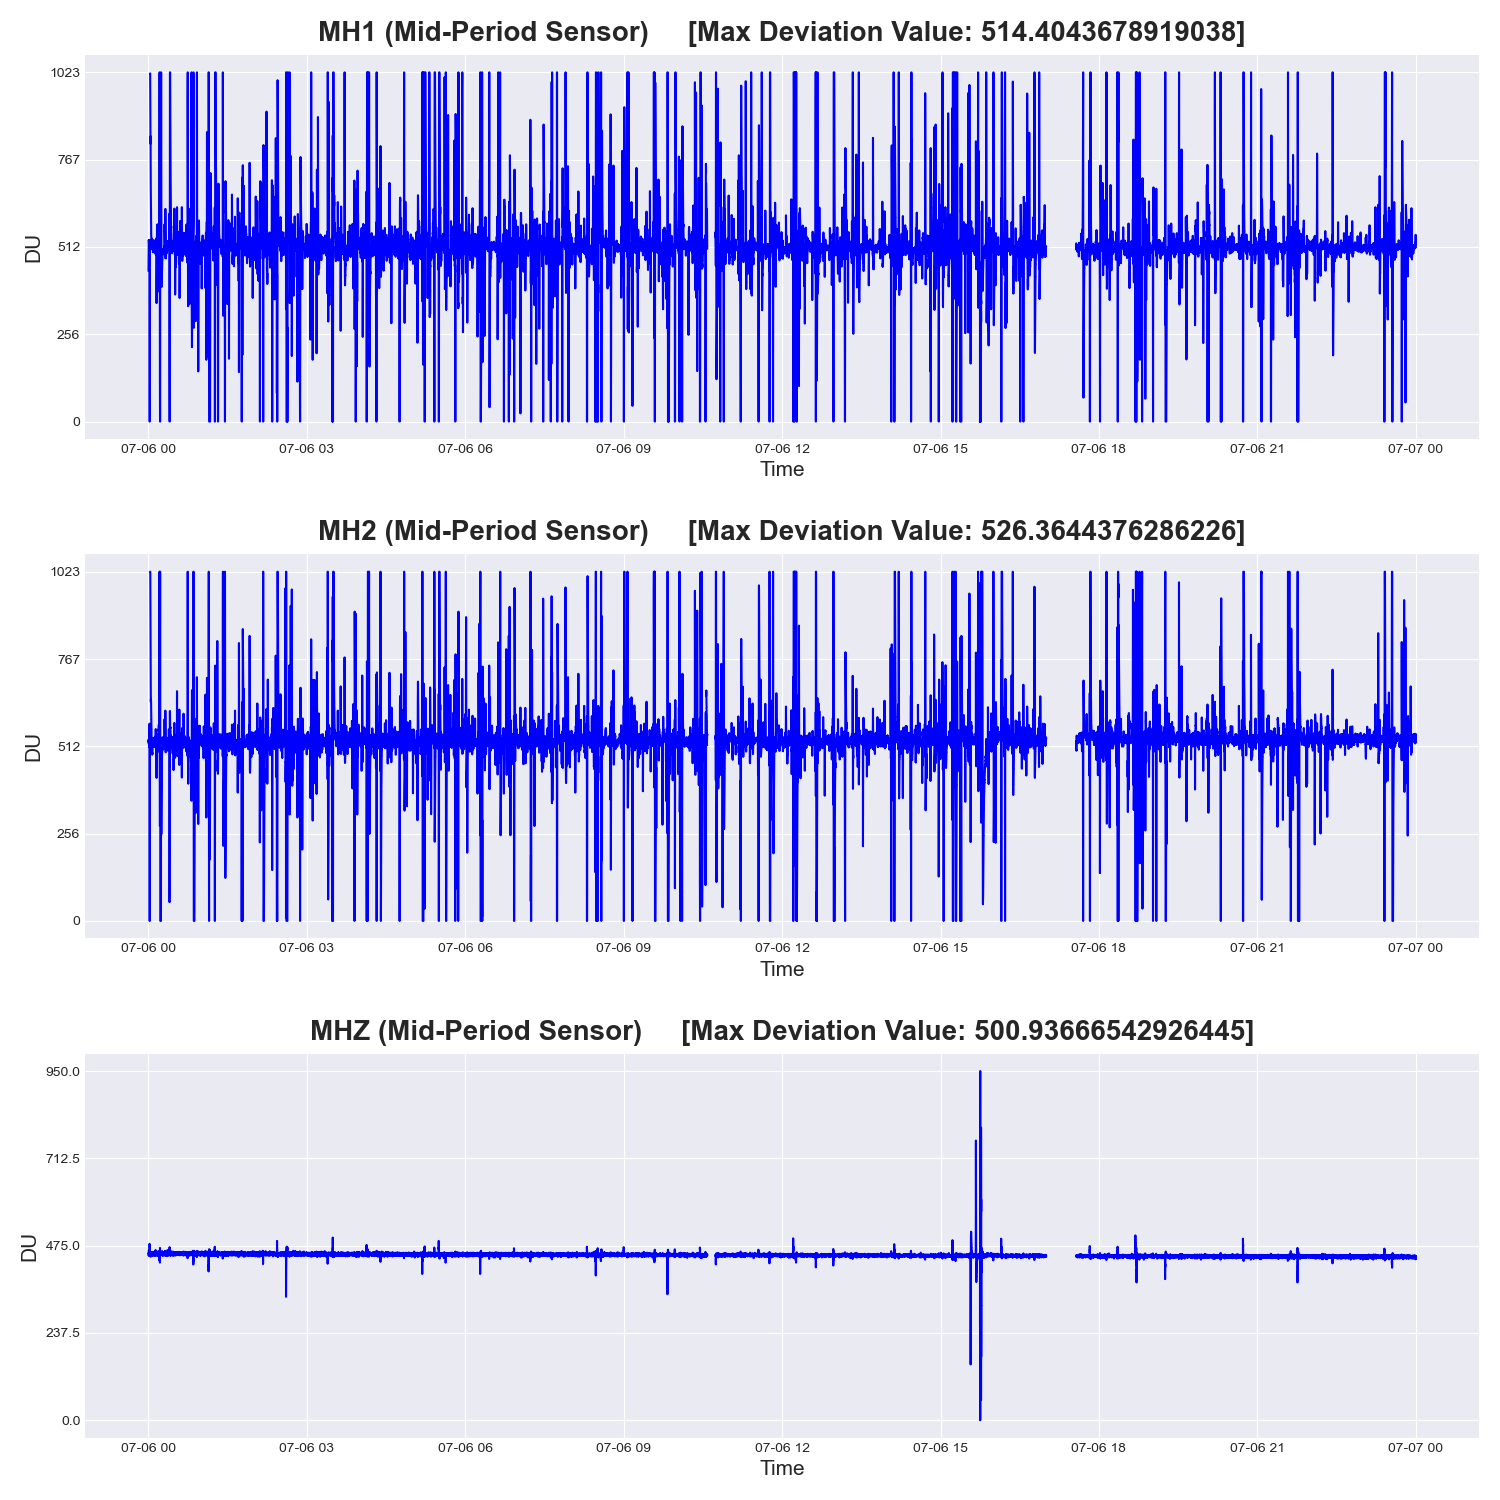 MH1 (Mid-Period Sensor) [Max Deviation Value: 514.4043678919038]
1023
767
512
256
0
DU
07-06 00 07-06 03 07-06 06 07-06 09 07-06 12 07-06 15 07-06 18 07-06 21 07-07 00
Time
MH2 (Mid-Period Sensor) [Max Deviation Value: 526.3644376286226]
1023
767
512
256
0
DU
07-06 00 07-06 03 07-06 06 07-06 09 07-06 12 07-06 15 07-06 18 07-06 21 07-07 00
Time
MHZ (Mid-Period Sensor) [Max Deviation Value: 500.93666542926445]
950.0
712.5
475.0
237.5
0.0
DU
07-06 00 07-06 03 07-06 06 07-06 09 07-06 12 07-06 15 07-06 18 07-06 21 07-07 00
Time